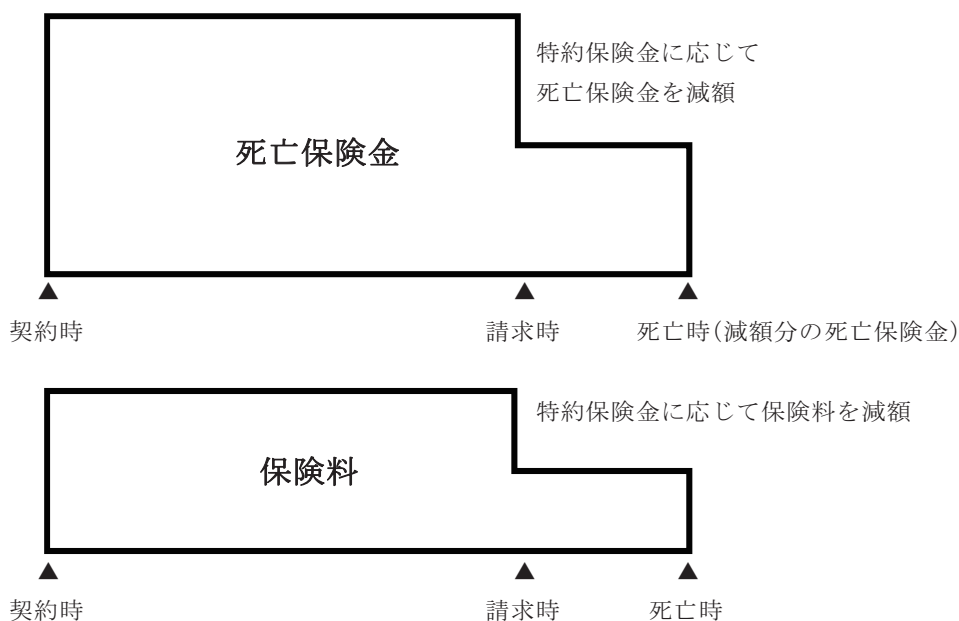 特約保険金に応じて
死亡保険金を減額
死亡保険金
▲ ▲ ▲
契約時 請求時 死亡時(減額分の死亡保険金)
特約保険金に応じて保険料を減額
保険料
▲ ▲ ▲
契約時 請求時 死亡時